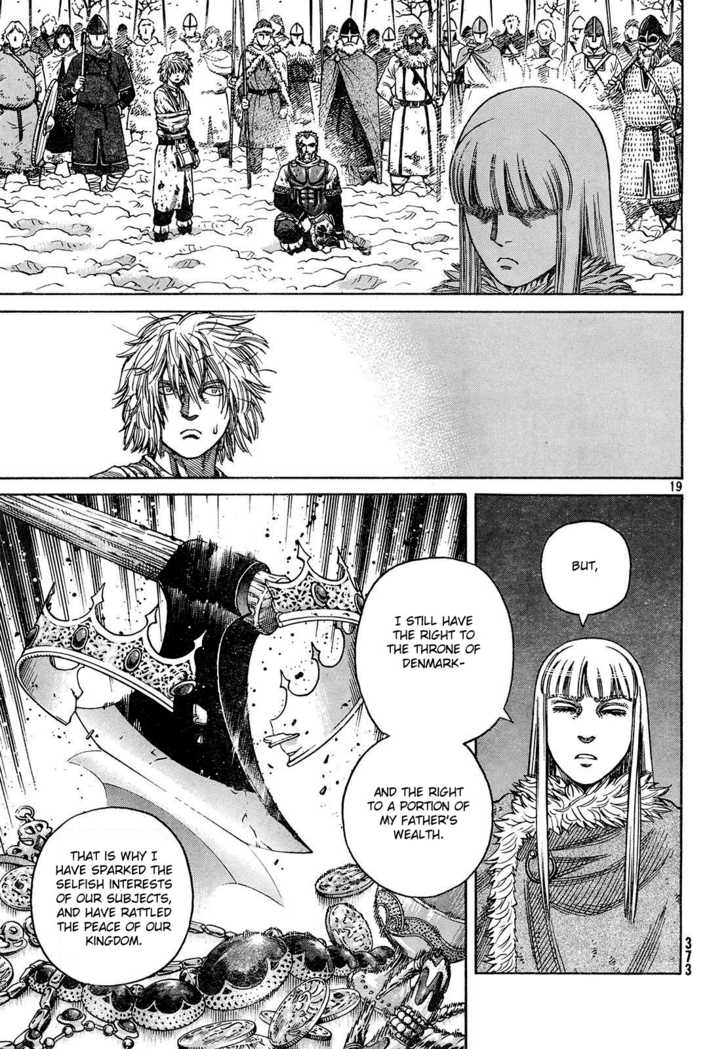 19
BUT,
I STILL HAVE
THE RIGHT TO
THE THRONE OF
DENMARK-
AND THE RIGHT
TO A PORTION OF
MY FATHER'S
WEALTH.
THAT IS WHY I
HAVE SPARKED THE
SELFISH INTERESTS
OF OUR SUBJECTS,
AND HAVE RATTLED
THE PEACE OF OUR
KINGDOM.
373